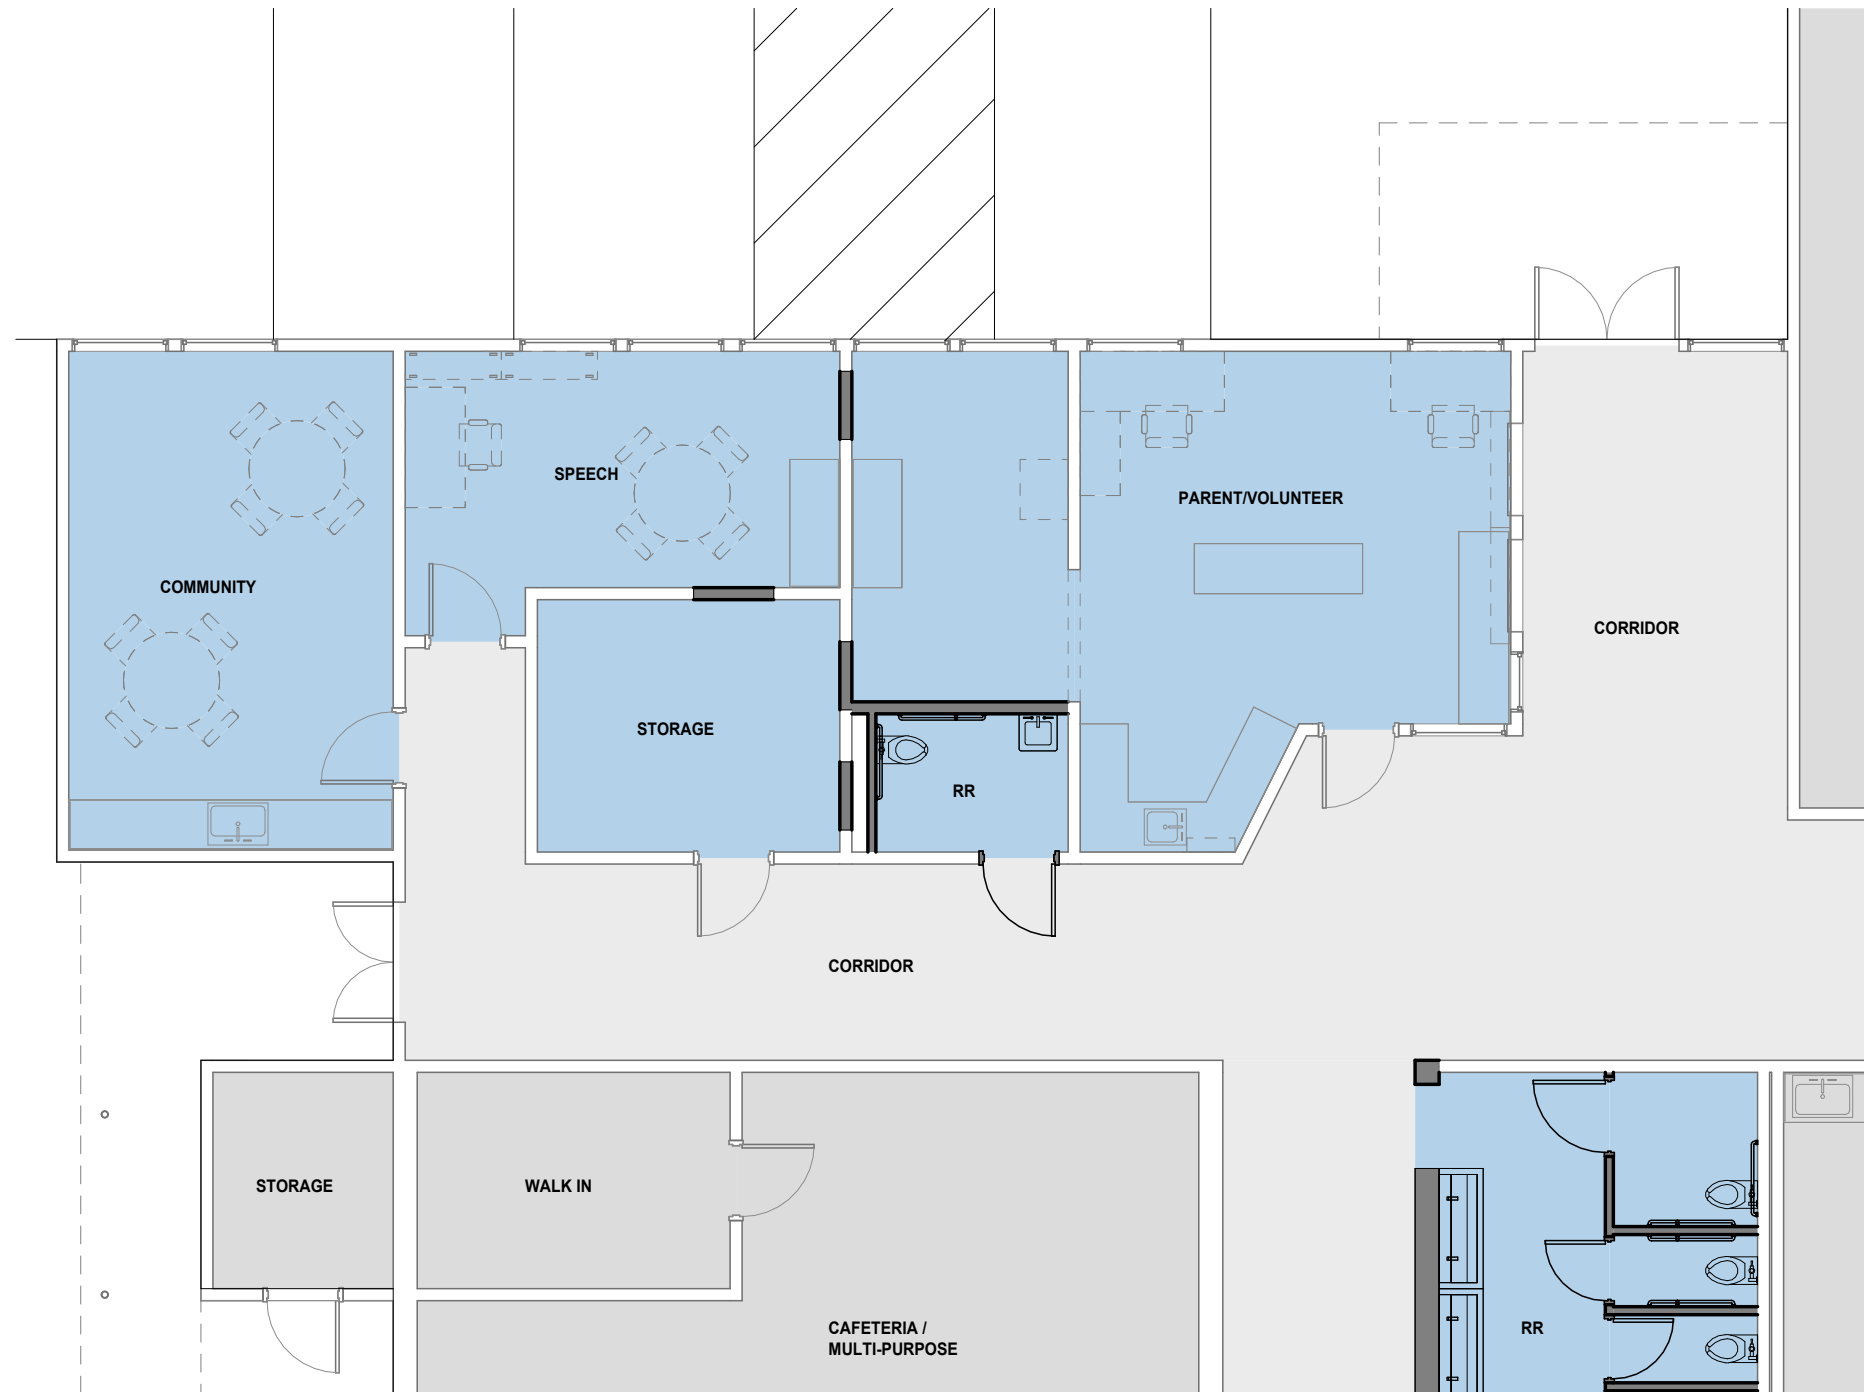 SPEECH
PARENT/VOLUNTEER
COMMUNITY
CORRIDOR
STORAGE
RR
CORRIDOR
STORAGE
WALK IN
CAFETERIA /
MULTI-PURPOSE
RR